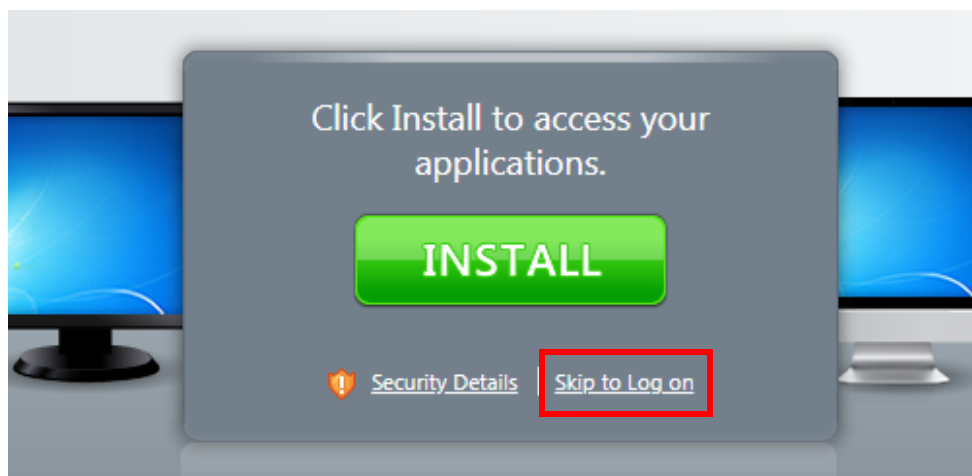 Click Install to access your
applications.
INSTALL
Security Details | Skip to Log on